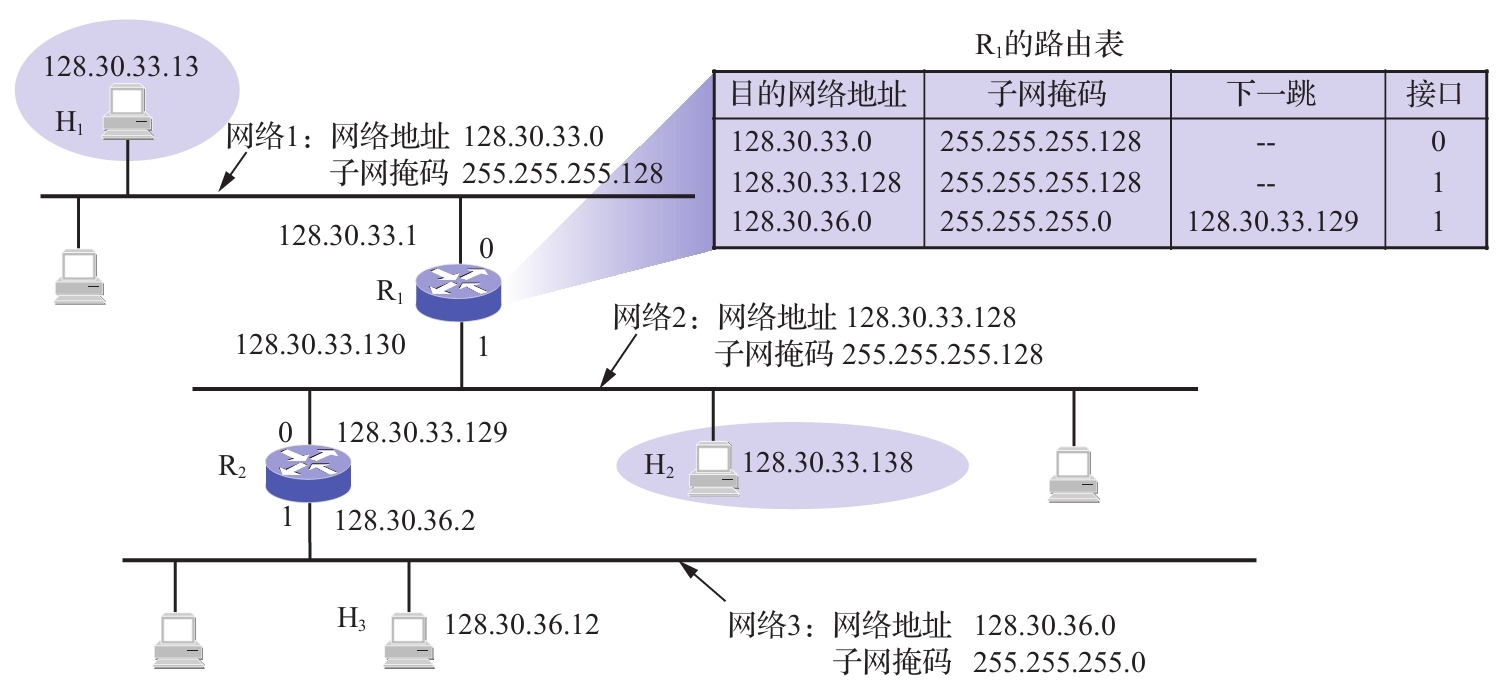 R₁的路由表
目的网络地址 子网掩码 下一跳 接口
128.30.33.0 255.255.255.128 -- 0
128.30.33.128 255.255.255.128 -- 1
128.30.36.0 255.255.255.0 128.30.33.129 1
128.30.33.13
H₁
网络1：网络地址 128.30.33.0
子网掩码 255.255.255.128
128.30.33.1
0
R₁
128.30.33.130
1
网络2：网络地址 128.30.33.128
子网掩码 255.255.255.128
0
128.30.33.129
R₂
H₂
128.30.33.138
1
128.30.36.2
H₃
128.30.36.12
网络3：网络地址 128.30.36.0
子网掩码 255.255.255.0